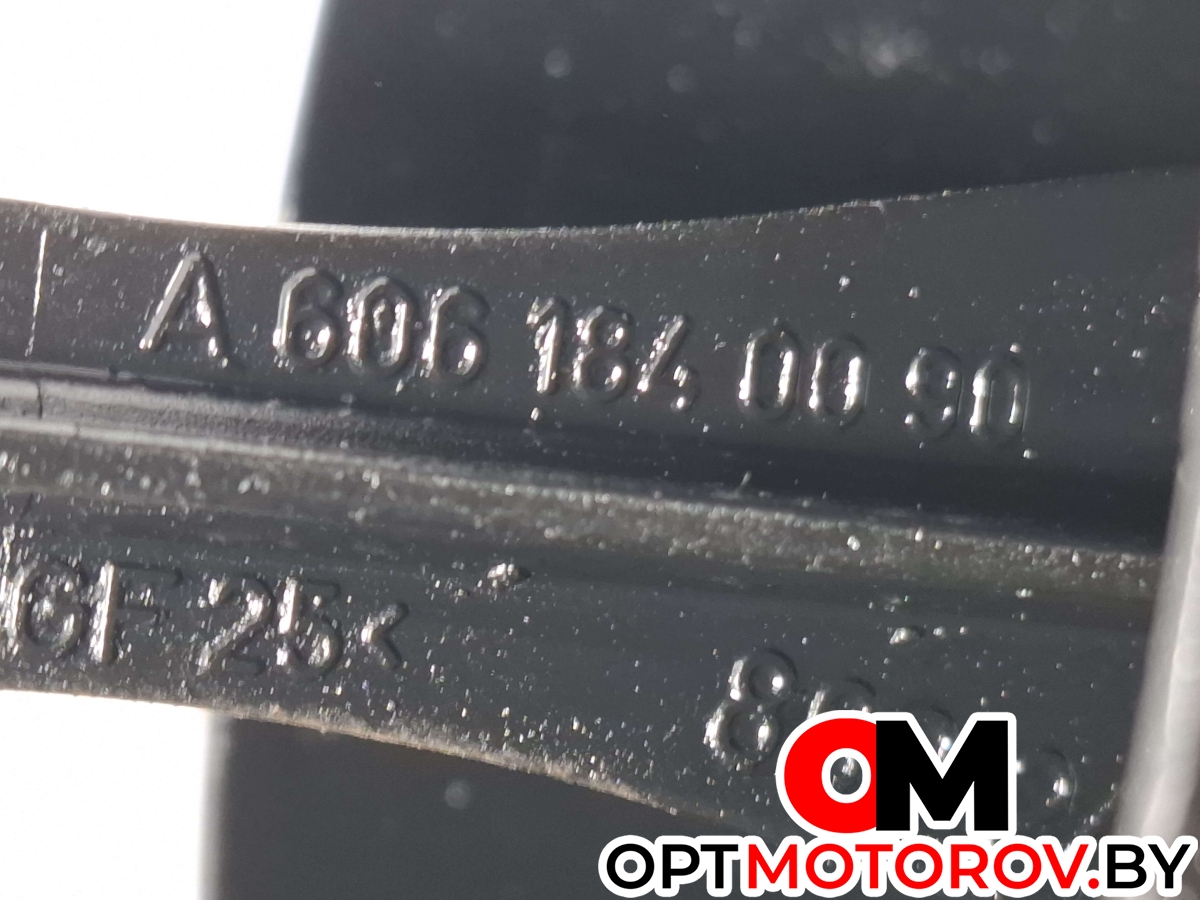 A 606 184 00 90
GF 25<
OM
OPTMOTOROV.BY